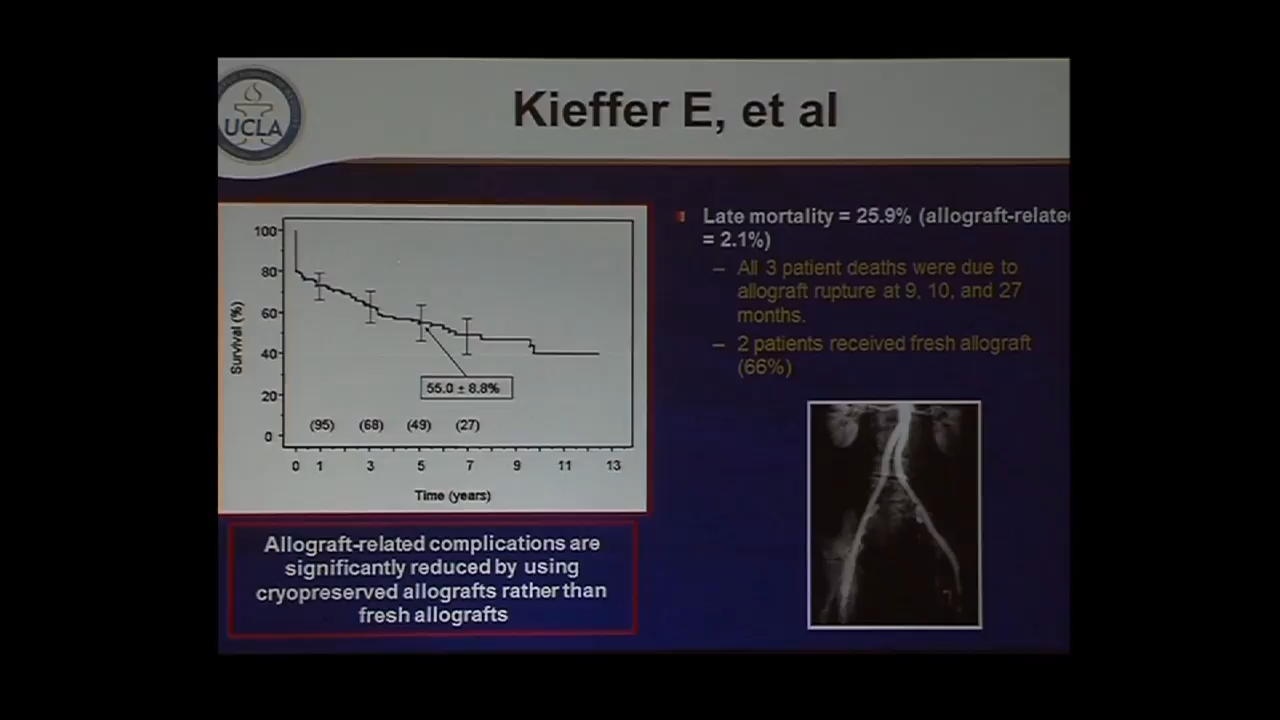 UCLA
Kieffer E, et al
100
80
60
40
20
0
Survival (%)
55.0 ± 8.8%
(95) (68) (49) (27)
0 1 3 5 7 9 11 13
Time (years)
Allograft-related complications are
significantly reduced by using
cryopreserved allografts rather than
fresh allografts
Late mortality = 25.9% (allograft-relate
= 2.1%)
– All 3 patient deaths were due to
allograft rupture at 9, 10, and 27
months.
– 2 patients received fresh allograft
(66%)